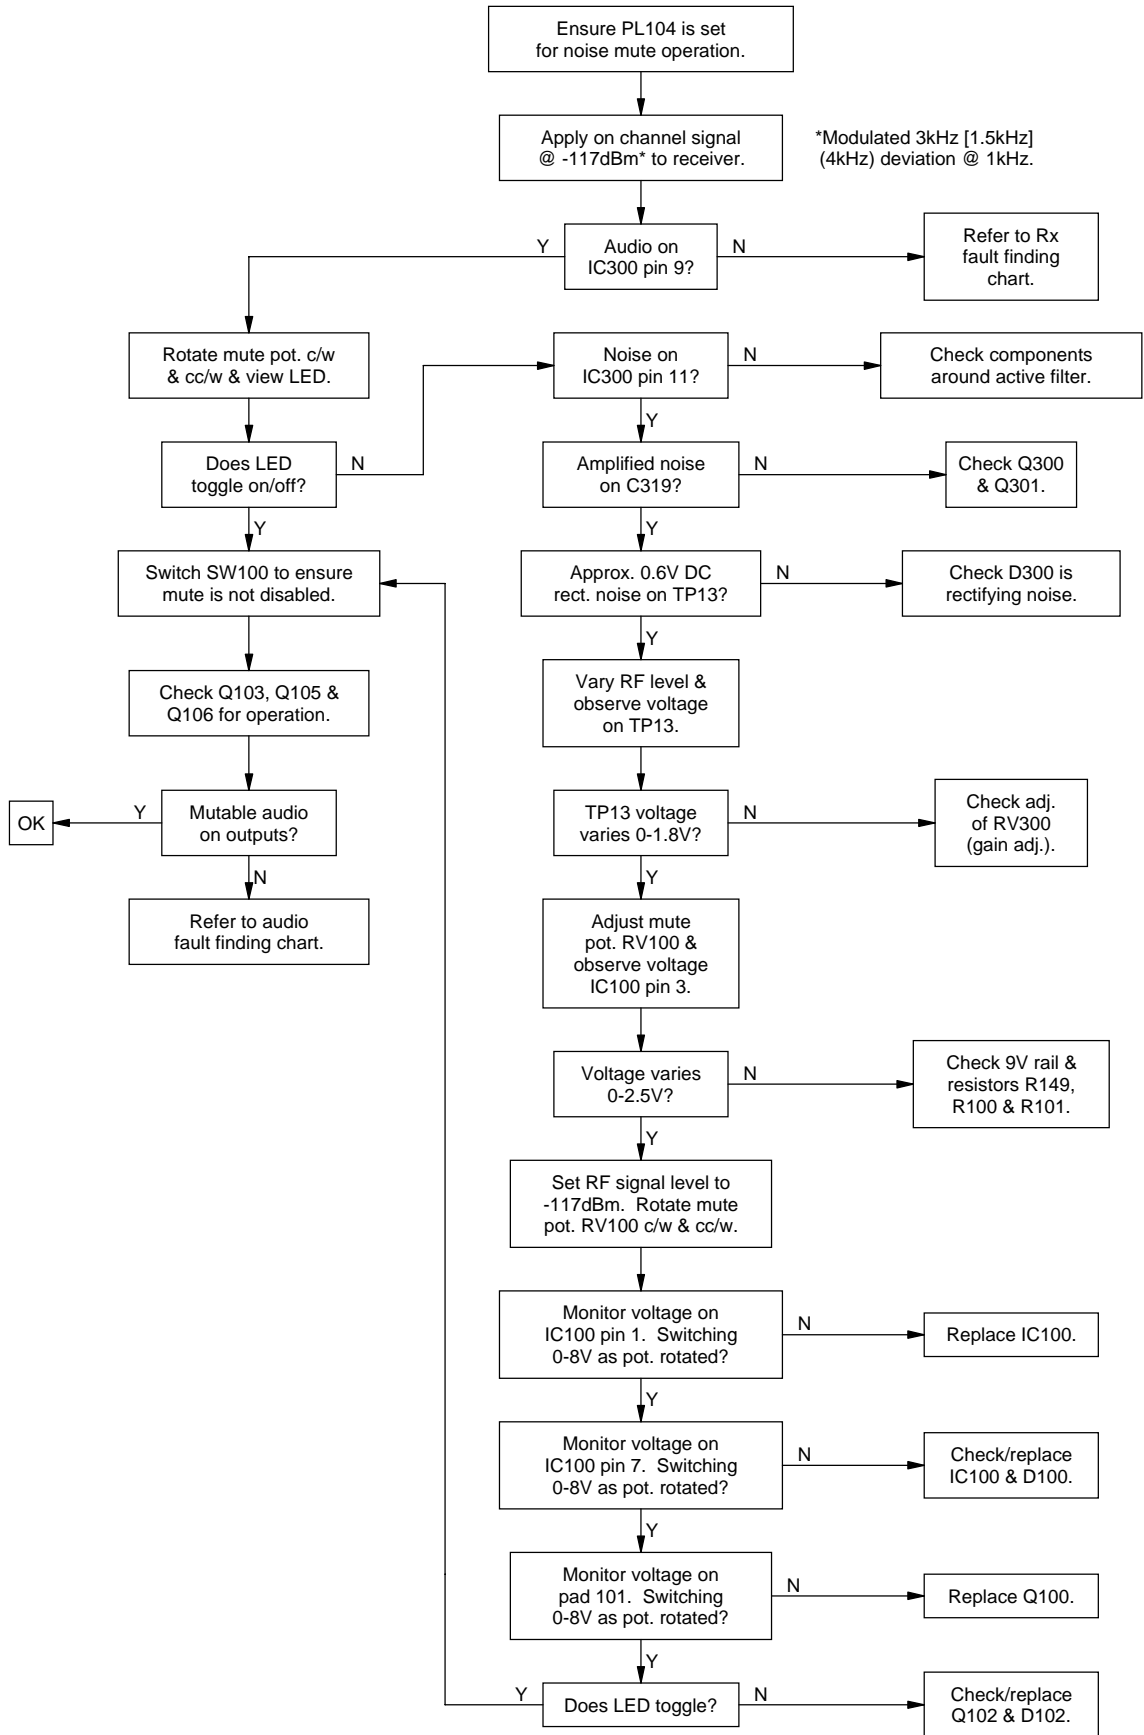 Ensure PL104 is set
for noise mute operation.
Apply on channel signal
@ -117dBm* to receiver.
*Modulated 3kHz [1.5kHz]
(4kHz) deviation @ 1kHz.
Y
Audio on
IC300 pin 9?
N
Refer to Rx
fault finding
chart.
Rotate mute pot. c/w
& cc/w & view LED.
Noise on
IC300 pin 11?
N
Check components
around active filter.
Y
Does LED
toggle on/off?
N
Amplified noise
on C319?
N
Check Q300
& Q301.
Y
Y
Switch SW100 to ensure
mute is not disabled.
Approx. 0.6V DC
rect. noise on TP13?
N
Check D300 is
rectifying noise.
Y
Check Q103, Q105 &
Q106 for operation.
Vary RF level &
observe voltage
on TP13.
OK
Y
Mutable audio
on outputs?
TP13 voltage
varies 0-1.8V?
N
Check adj.
of RV300
(gain adj.).
N
Y
Refer to audio
fault finding chart.
Adjust mute
pot. RV100 &
observe voltage
IC100 pin 3.
Voltage varies
0-2.5V?
N
Check 9V rail &
resistors R149,
R100 & R101.
Y
Set RF signal level to
-117dBm.  Rotate mute
pot. RV100 c/w & cc/w.
Monitor voltage on
IC100 pin 1.  Switching
0-8V as pot. rotated?
N
Replace IC100.
Y
Monitor voltage on
IC100 pin 7.  Switching
0-8V as pot. rotated?
N
Check/replace
IC100 & D100.
Y
Monitor voltage on
pad 101.  Switching
0-8V as pot. rotated?
N
Replace Q100.
Y
Y
Does LED toggle?
N
Check/replace
Q102 & D102.